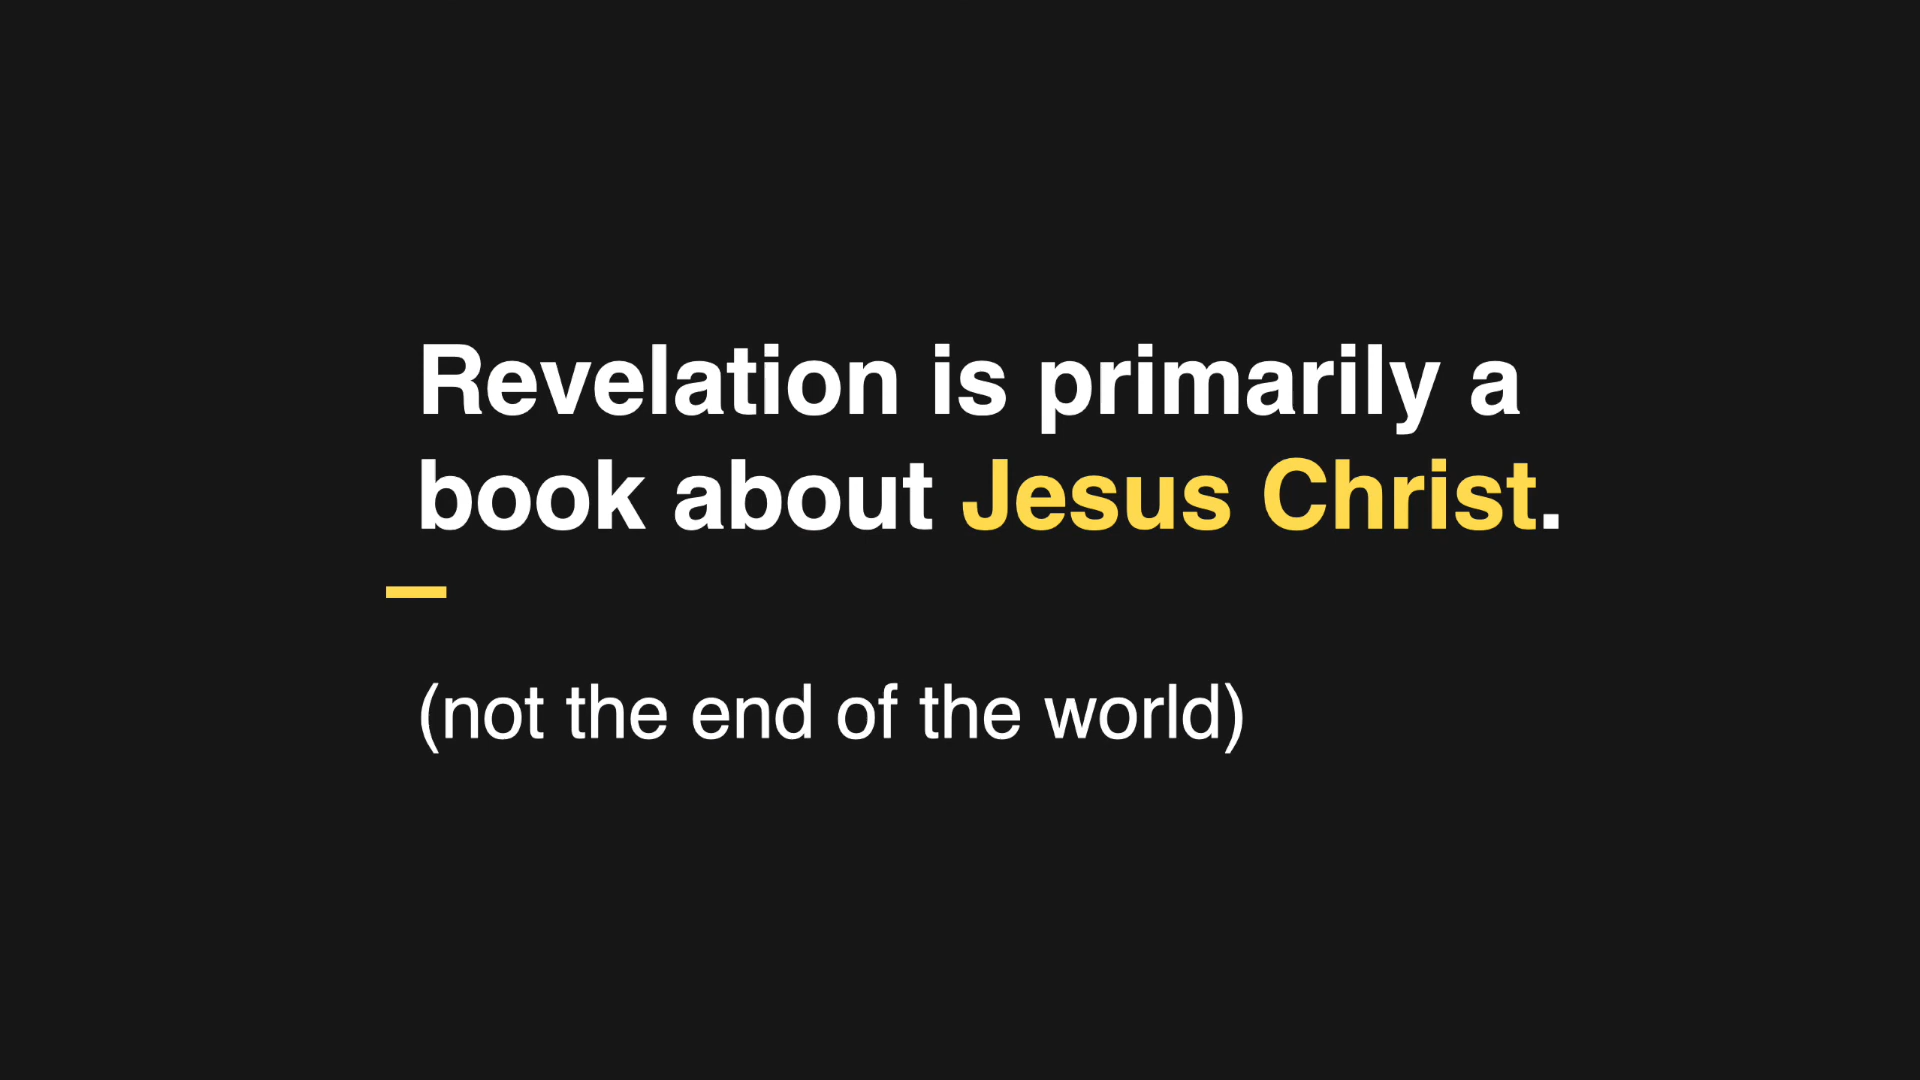 Revelation is primarily a
book about Jesus Christ.
(not the end of the world)